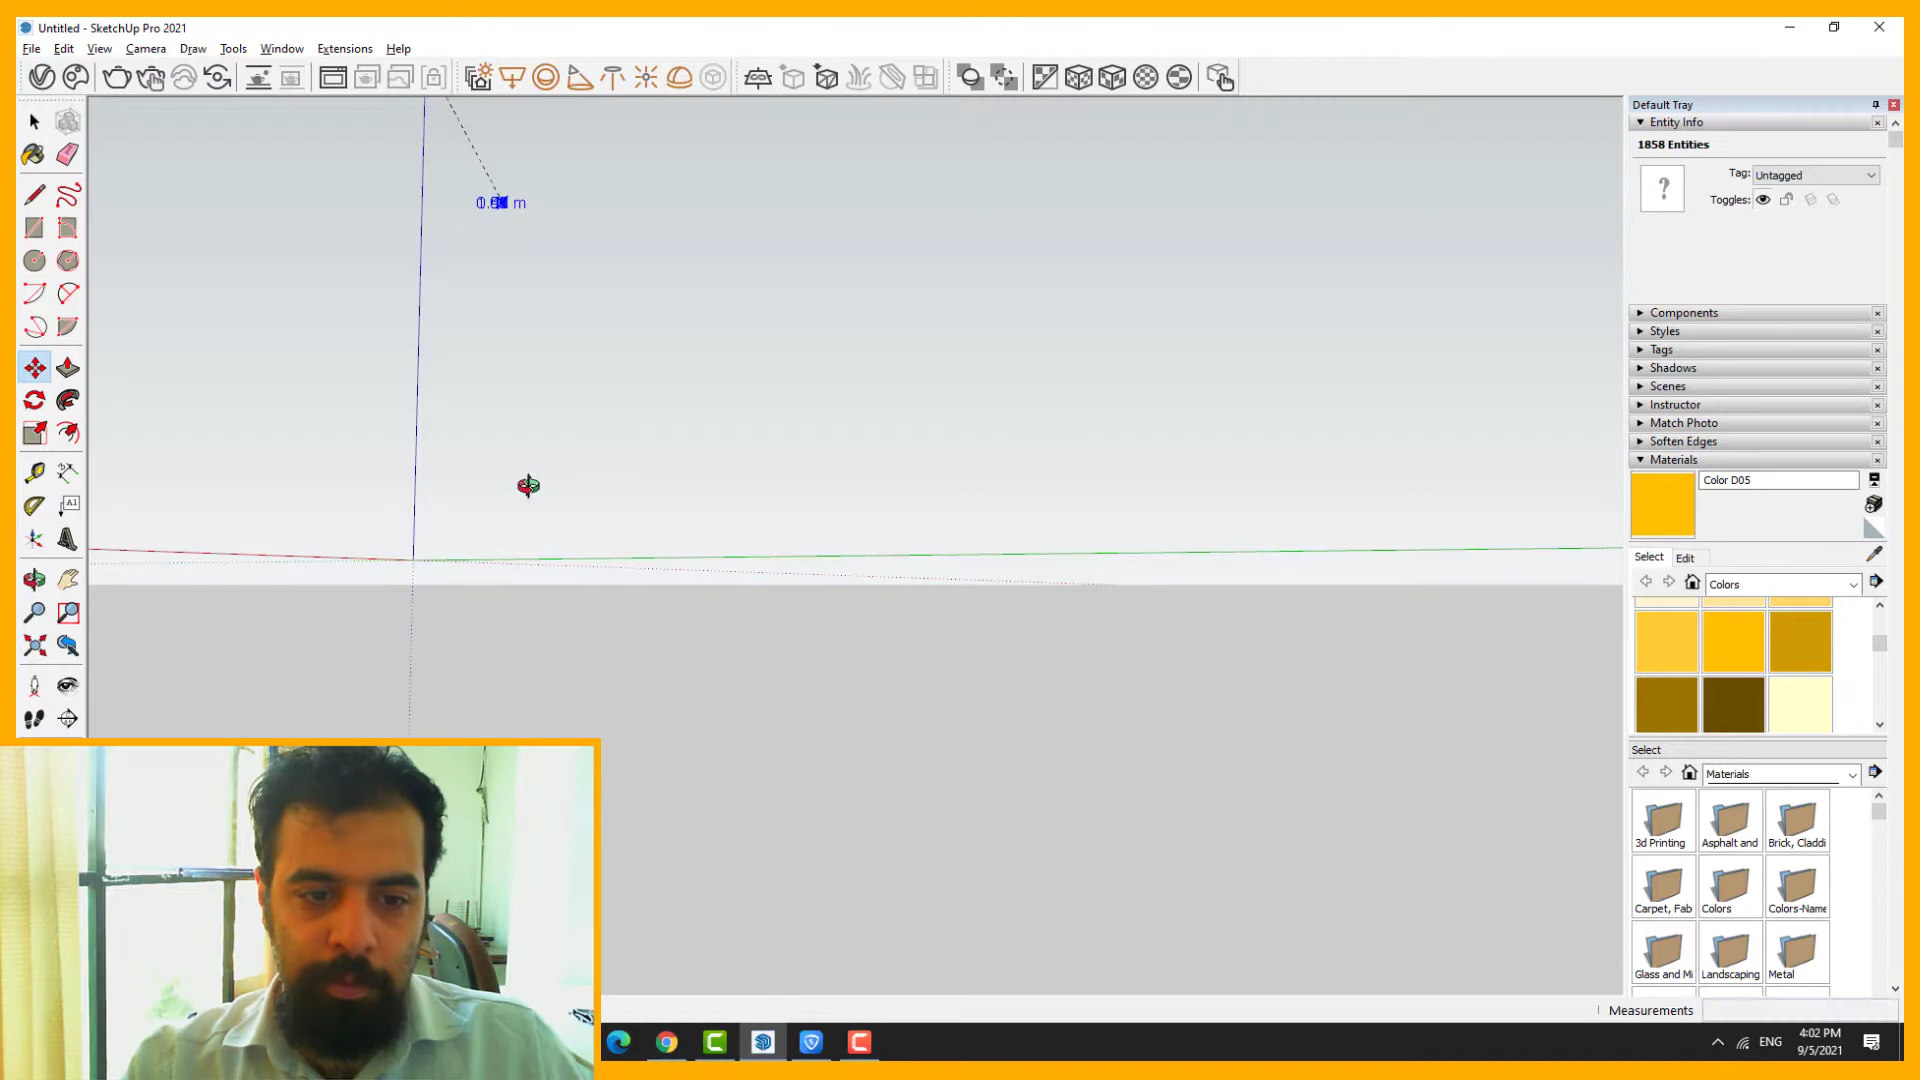 Untitled - SketchUp Pro 2021
File Edit View Camera Draw Tools Window Extensions Help
Default Tray
Entity Info
1858 Entities
Tag: Untagged
Toggles:
m
A1
Components
Styles
Tags
Shadows
Scenes
Instructor
Match Photo
Soften Edges
Materials
Color D05
Select Edit
Colors
Select
Materials
3d Printing Asphalt and Brick, Claddi
Carpet, Fab Colors Colors-Name
Glass and Mi Landscaping Metal
Measurements
ENG
4:02 PM
9/5/2021